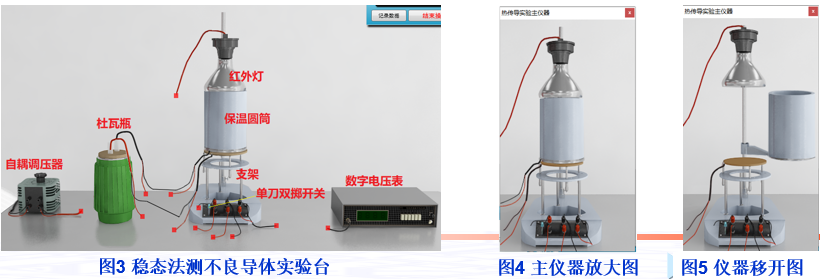 记录数据
结束操
热传导实验主仪器
x
热传导实验主仪器
x
红外灯
保温圆筒
杜瓦瓶
自耦调压器
支架
单刀双掷开关
数字电压表
图3 稳态法测不良导体实验台
图4 主仪器放大图
图5 仪器移开图